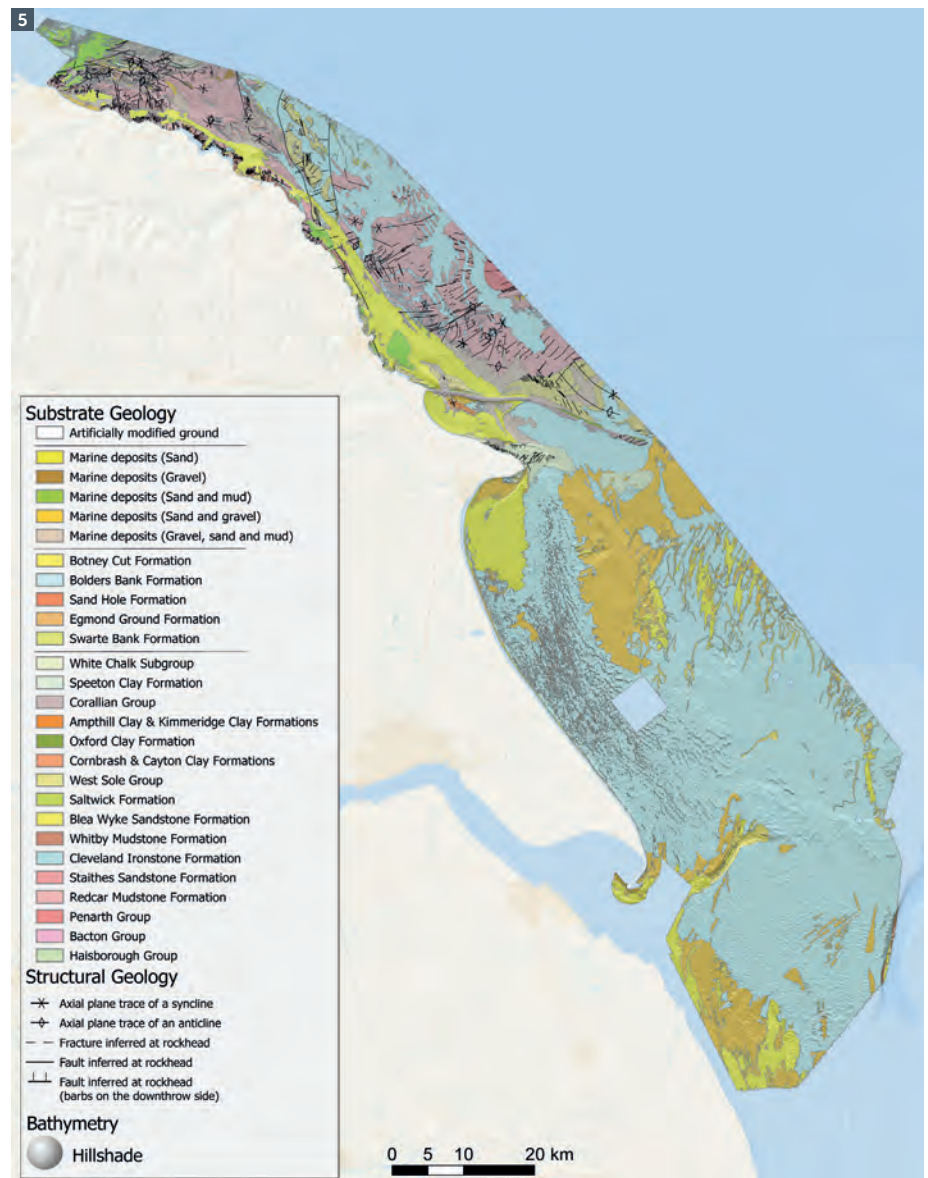 5
Substrate Geology
Artificially modified ground
Marine deposits (Sand)
Marine deposits (Gravel)
Marine deposits (Sand and mud)
Marine deposits (Sand and gravel)
Marine deposits (Gravel, sand and mud)
Botney Cut Formation
Bolders Bank Formation
Sand Hole Formation
Egmond Ground Formation
Swarte Bank Formation
White Chalk Subgroup
Speeton Clay Formation
Corallian Group
Ampthill Clay & Kimmeridge Clay Formations
Oxford Clay Formation
Cornbrash & Cayton Clay Formations
West Sole Group
Saltwick Formation
Blea Wyke Sandstone Formation
Whitby Mudstone Formation
Cleveland Ironstone Formation
Staithes Sandstone Formation
Redcar Mudstone Formation
Penarth Group
Bacton Group
Haisborough Group
Structural Geology
Axial plane trace of a syncline
Axial plane trace of an anticline
Fracture inferred at rockhead
Fault inferred at rockhead
Fault inferred at rockhead
(barbs on the downthrow side)
Bathymetry
Hillshade
0 5 10 20 km